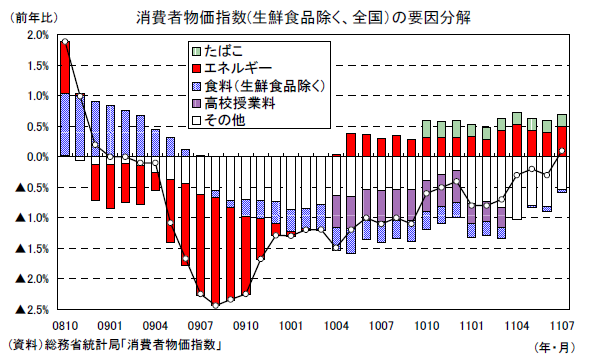 消費者物価指数(生鮮食品除く、全国)の要因分解
(前年比)
2.0%
1.5%
1.0%
0.5%
0.0%
▲0.5%
▲1.0%
▲1.5%
▲2.0%
▲2.5%
たばこ
エネルギー
食料(生鮮食品除く)
高校授業料
その他
0810 0901 0904 0907 0910 1001 1004 1007 1010 1101 1104 1107
(資料)総務省統計局「消費者物価指数」
(年・月)